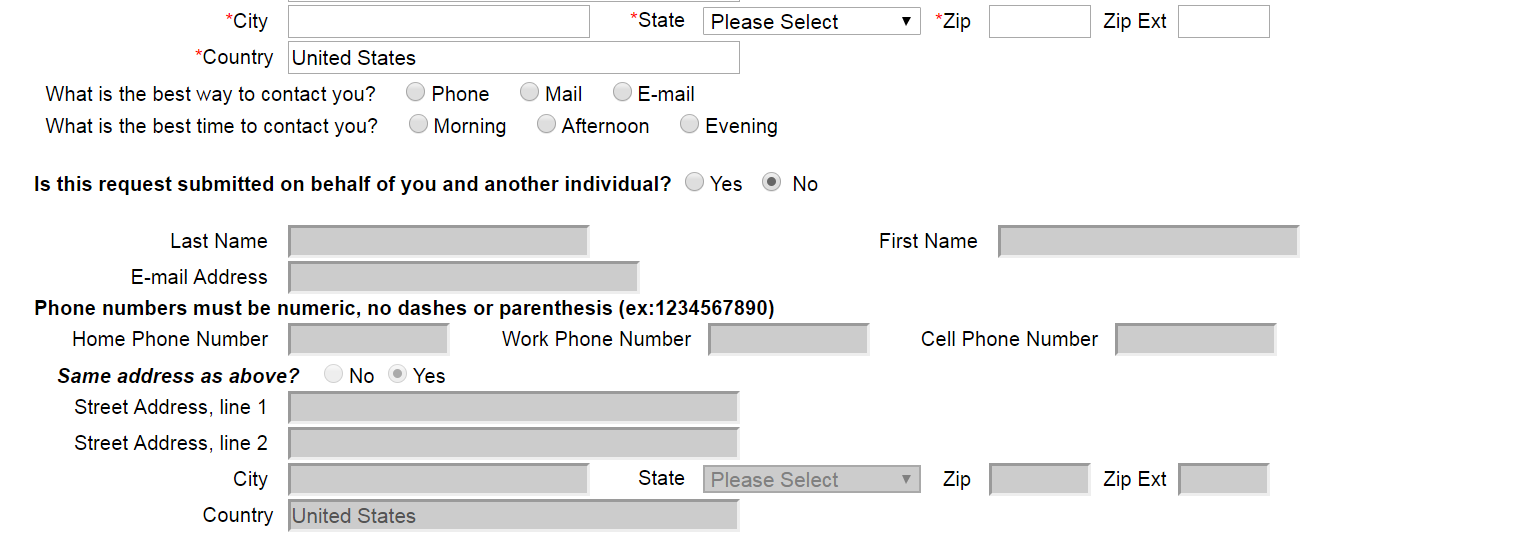 *City *State Please Select *Zip Zip Ext
*Country United States
What is the best way to contact you? Phone Mail E-mail
What is the best time to contact you? Morning Afternoon Evening
Is this request submitted on behalf of you and another individual? Yes No
Last Name First Name
E-mail Address
Phone numbers must be numeric, no dashes or parenthesis (ex:1234567890)
Home Phone Number Work Phone Number Cell Phone Number
Same address as above? No Yes
Street Address, line 1
Street Address, line 2
City State Please Select Zip Zip Ext
Country United States